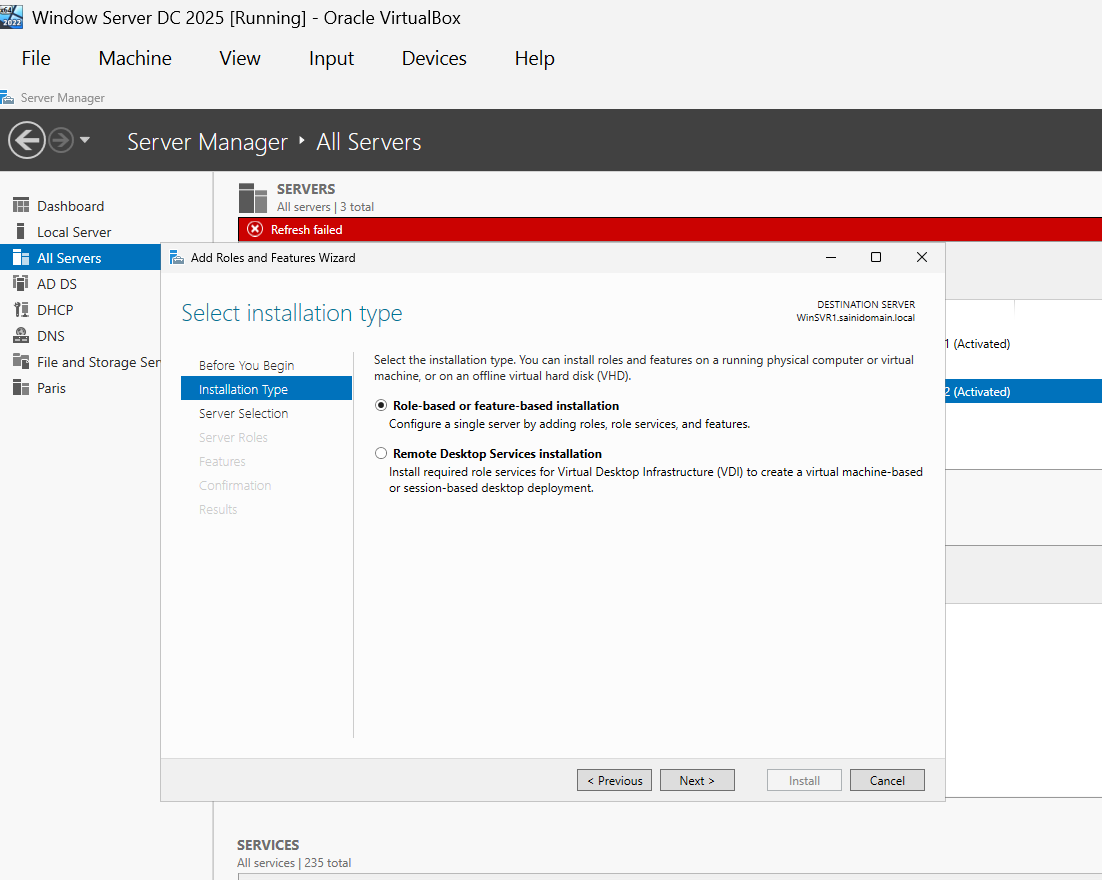 x64
2022
Window Server DC 2025 [Running] - Oracle VirtualBox
File Machine View Input Devices Help
Server Manager
Server Manager ‣ All Servers
Dashboard
Local Server
All Servers
AD DS
DHCP
DNS
File and Storage Ser
Paris
SERVERS
All servers | 3 total
Refresh failed
1 (Activated)
2 (Activated)
Add Roles and Features Wizard
Select installation type
DESTINATION SERVER
WinSVR1.sainidomain.local
Before You Begin
Installation Type
Server Selection
Server Roles
Features
Confirmation
Results
Select the installation type. You can install roles and features on a running physical computer or virtual
machine, or on an offline virtual hard disk (VHD).
Role-based or feature-based installation
Configure a single server by adding roles, role services, and features.
Remote Desktop Services installation
Install required role services for Virtual Desktop Infrastructure (VDI) to create a virtual machine-based
or session-based desktop deployment.
< Previous Next > Install Cancel
SERVICES
All services | 235 total